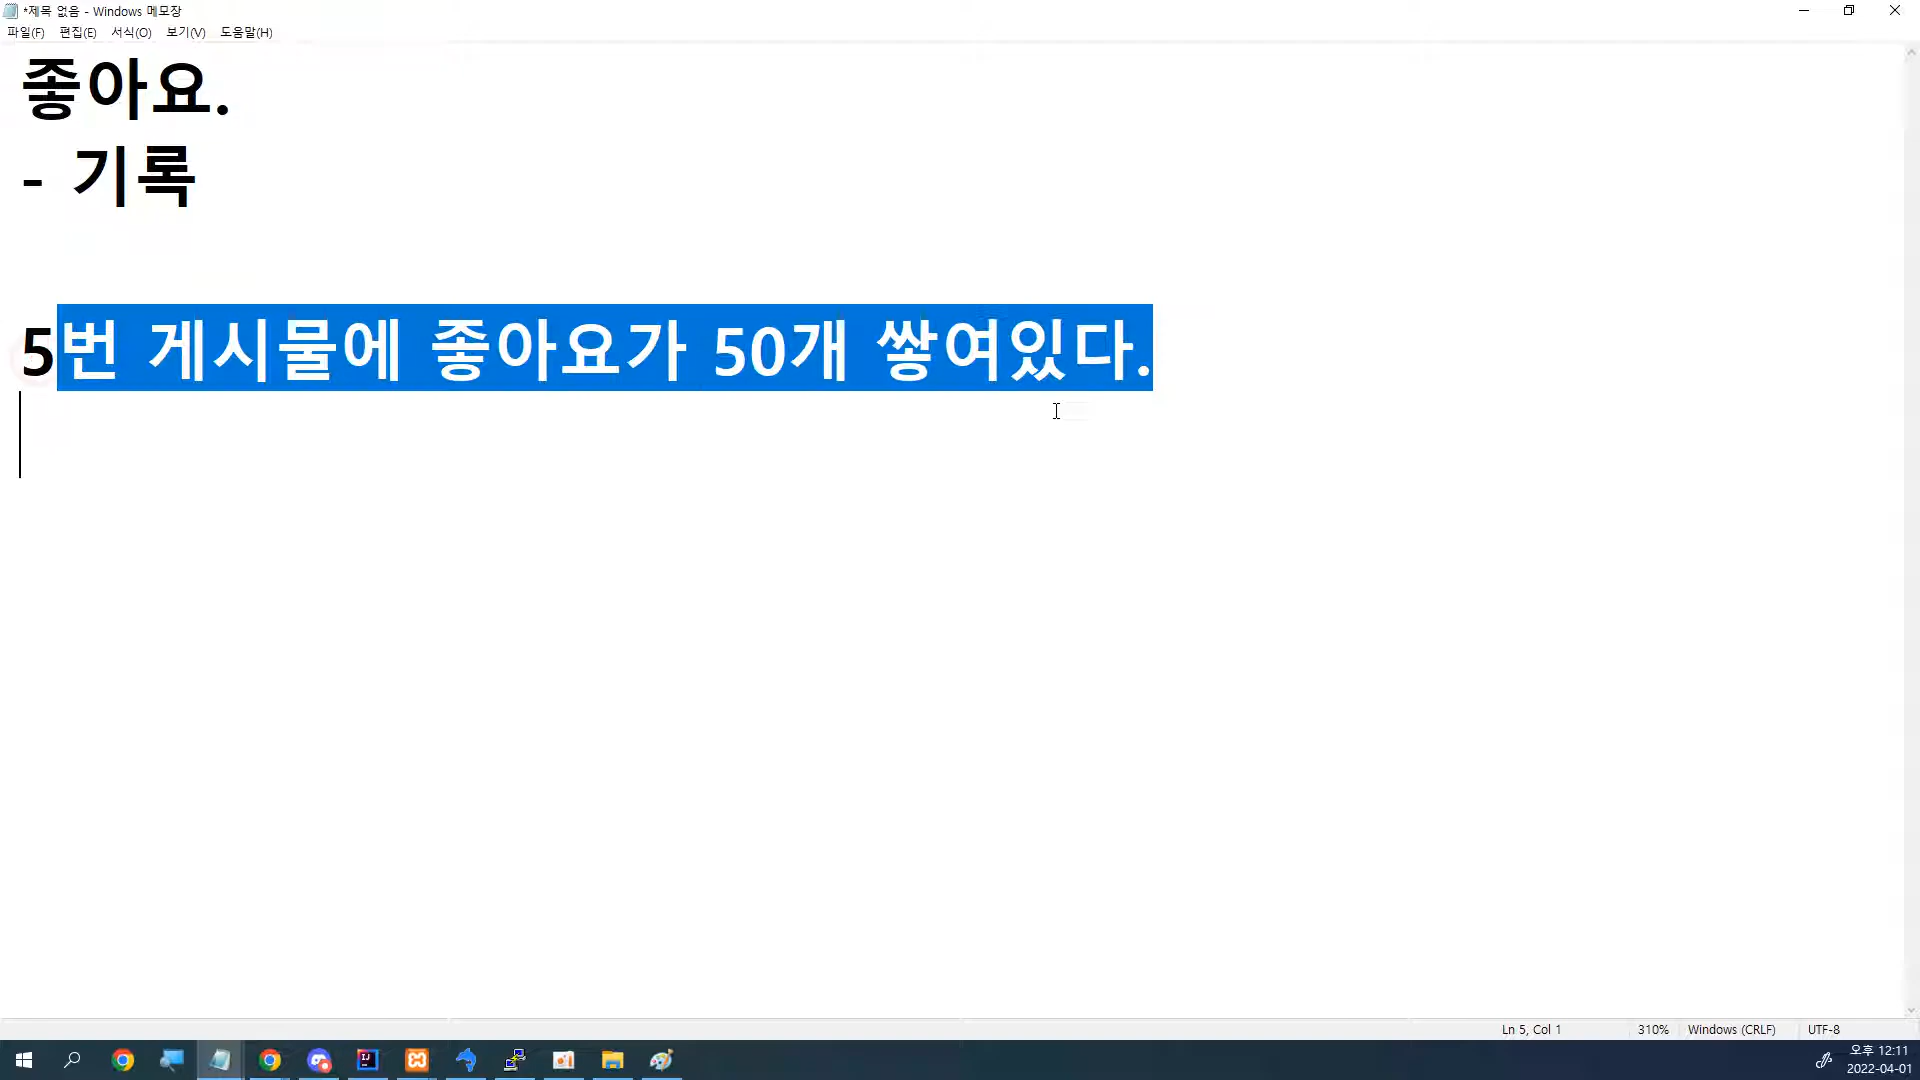 *제목 없음 - Windows 메모장
파일(F) 편집(E) 서식(O) 보기(V) 도움말(H)
좋아요.
- 기록
5번 게시물에 좋아요가 50개 쌓여있다.
Ln 5, Col 1 310% Windows (CRLF) UTF-8
오후 12:11
2022-04-01